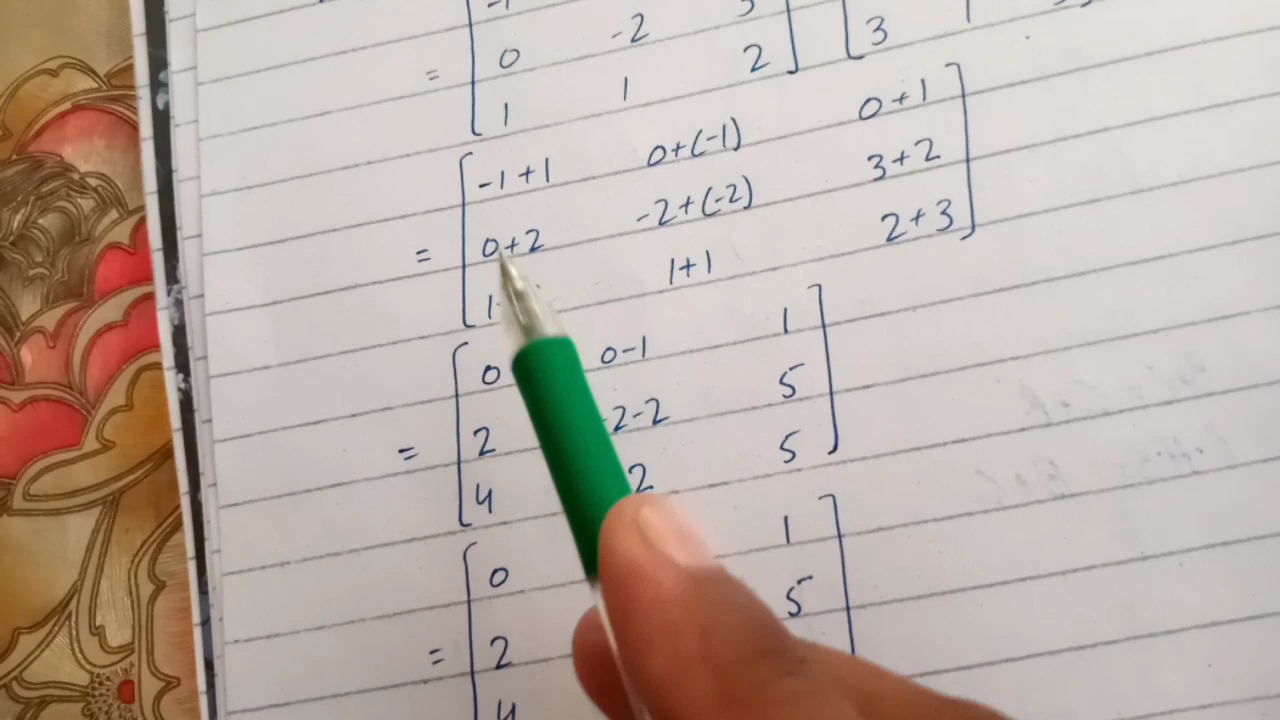 -1
0 -2 3
= 1 1 2 3
-1+1 0+(-1) 0+1
= 0+2 -2+(-2) 3+2
1 1+1 2+3
0 0-1 1
= 2 -2-2 5
4 2 5
0 1
= 2 5
4